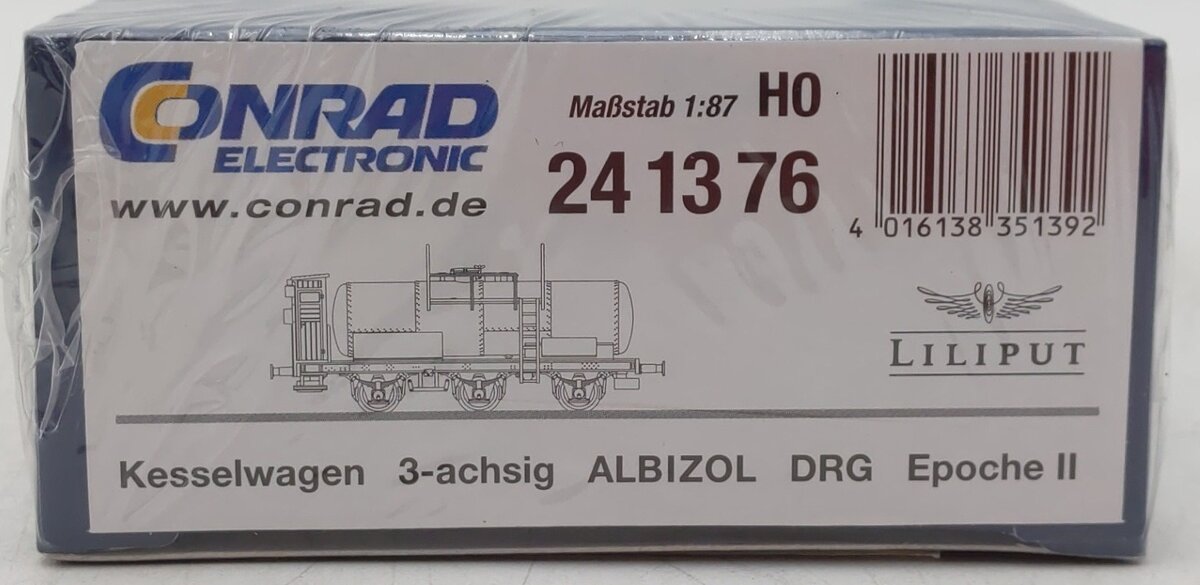 CONRAD
ELECTRONIC
www.conrad.de
Maßstab 1:87 H0
24 13 76
4 016138 351392
LILIPUT
Kesselwagen 3-achsig ALBIZOL DRG Epoche II